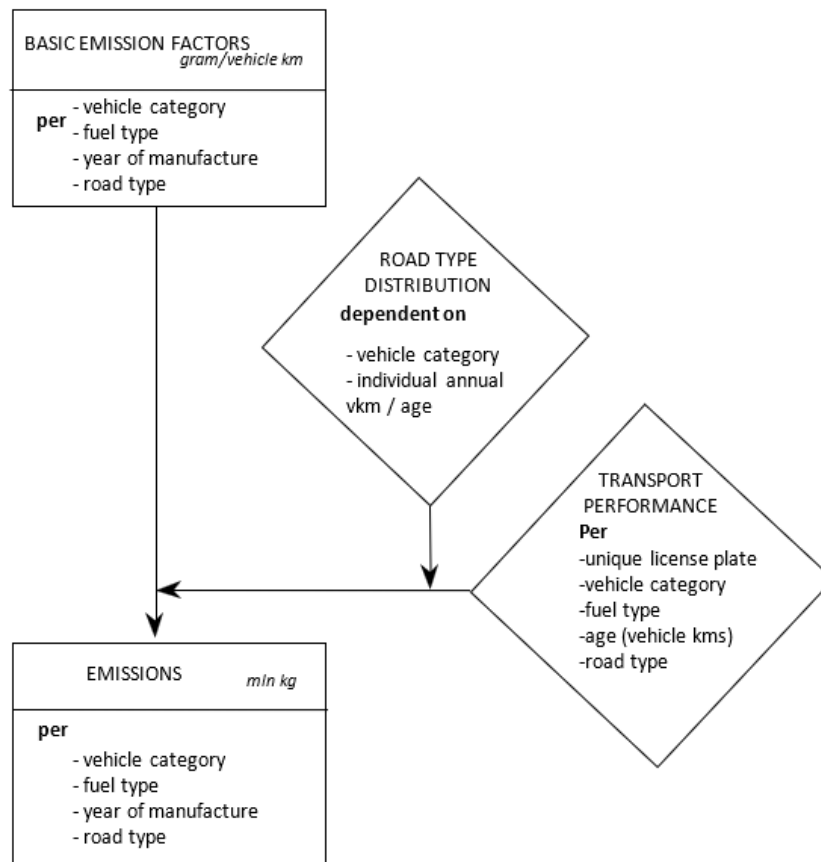 BASIC EMISSION FACTORS
gram/vehicle km
per
- vehicle category
- fuel type
- year of manufacture
- road type
ROAD TYPE
DISTRIBUTION
dependent on
- vehicle category
- individual annual
vkm / age
TRANSPORT
PERFORMANCE
Per
-unique license plate
-vehicle category
-fuel type
-age (vehicle kms)
-road type
EMISSIONS
mln kg
per
- vehicle category
- fuel type
- year of manufacture
- road type